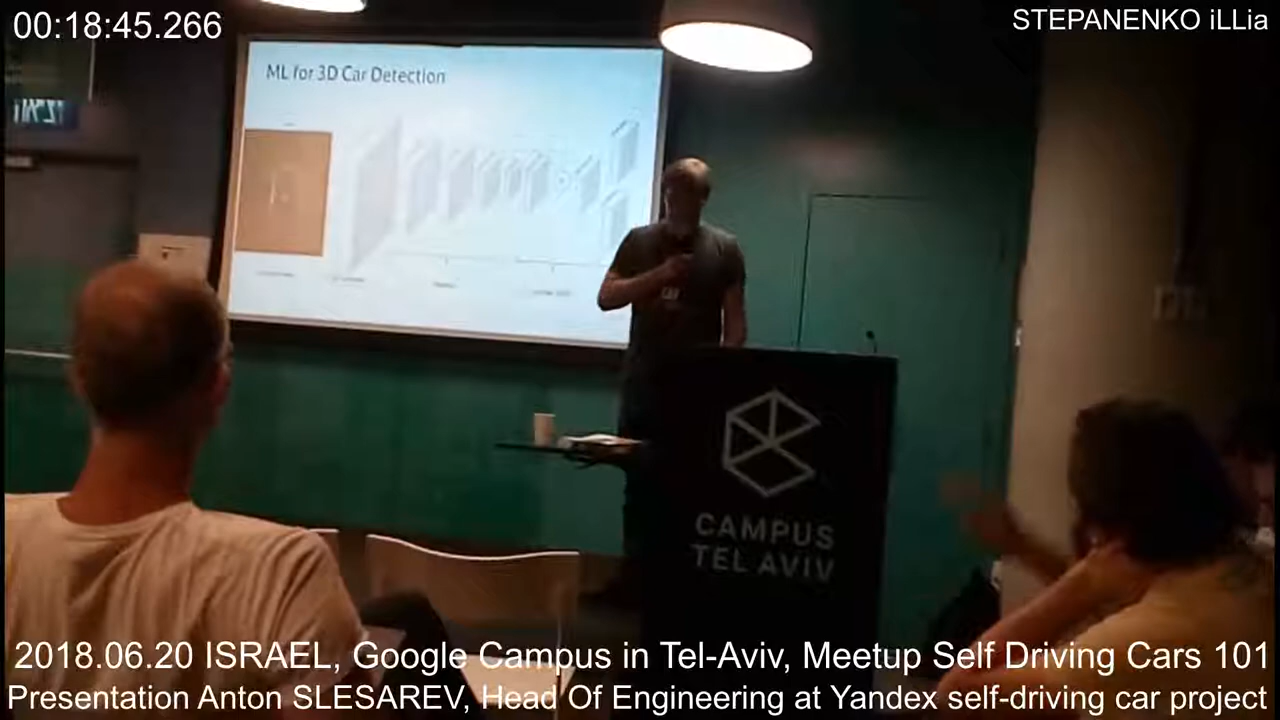 00:18:45.266
STEPANENKO iLLia
ML for 3D Car Detection
CAMPUS
TEL AVIV
2018.06.20 ISRAEL, Google Campus in Tel-Aviv, Meetup Self Driving Cars 101
Presentation Anton SLESAREV, Head Of Engineering at Yandex self-driving car project